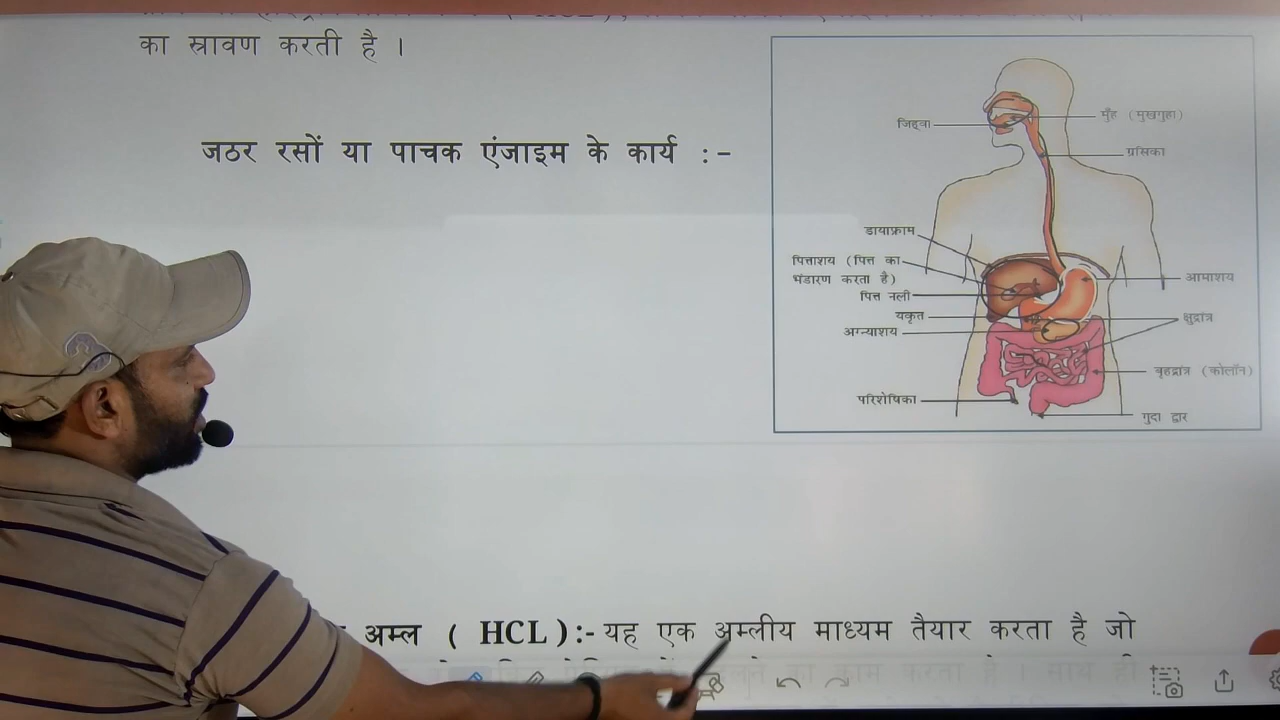 का स्रावण करती है ।
जठर रसों या पाचक एंजाइम के कार्य :-
जिह्वा
मुँह (मुखगुहा)
ग्रसिका
डायाफ्राम
पित्ताशय (पित्त का
भंडारण करता है)
पित्त नली
यकृत
अग्न्याशय
परिशेषिका
आमाशय
क्षुद्रांत्र
बृहद्रांत्र (कोलॉन)
गुदा द्वार
अम्ल ( HCL ):- यह एक अम्लीय माध्यम तैयार करता है जो
का काम करता है । साथ ही